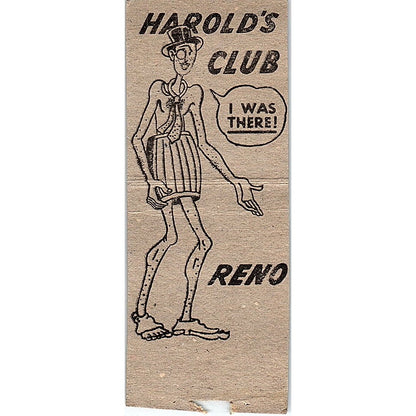 HAROLD'S
CLUB
I WAS
THERE!
RENO